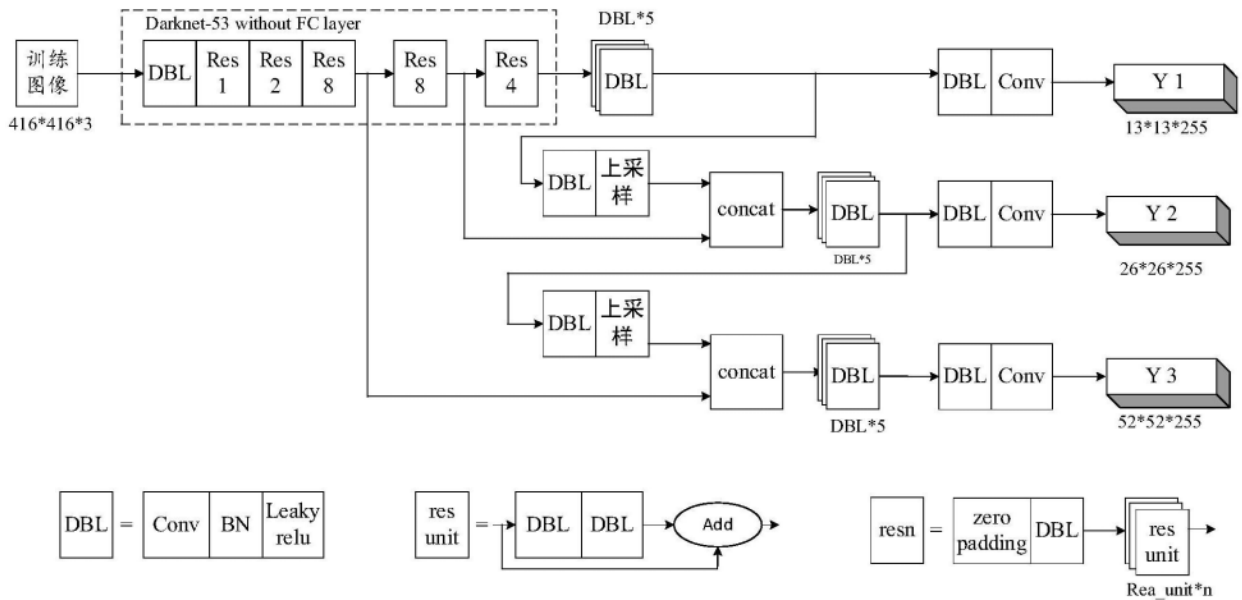 Darknet-53 without FC layer
DBL*5
训练
图像
416*416*3
DBL
Res
1
Res
2
Res
8
Res
8
Res
4
DBL
DBL
Conv
Y 1
13*13*255
DBL
上采
样
concat
DBL
DBL*5
DBL
Conv
Y 2
26*26*255
DBL
上采
样
concat
DBL
DBL*5
DBL
Conv
Y 3
52*52*255
DBL
=
Conv
BN
Leaky
relu
res
unit
=
DBL
DBL
Add
resn
=
zero
padding
DBL
res
unit
Rea_unit*n